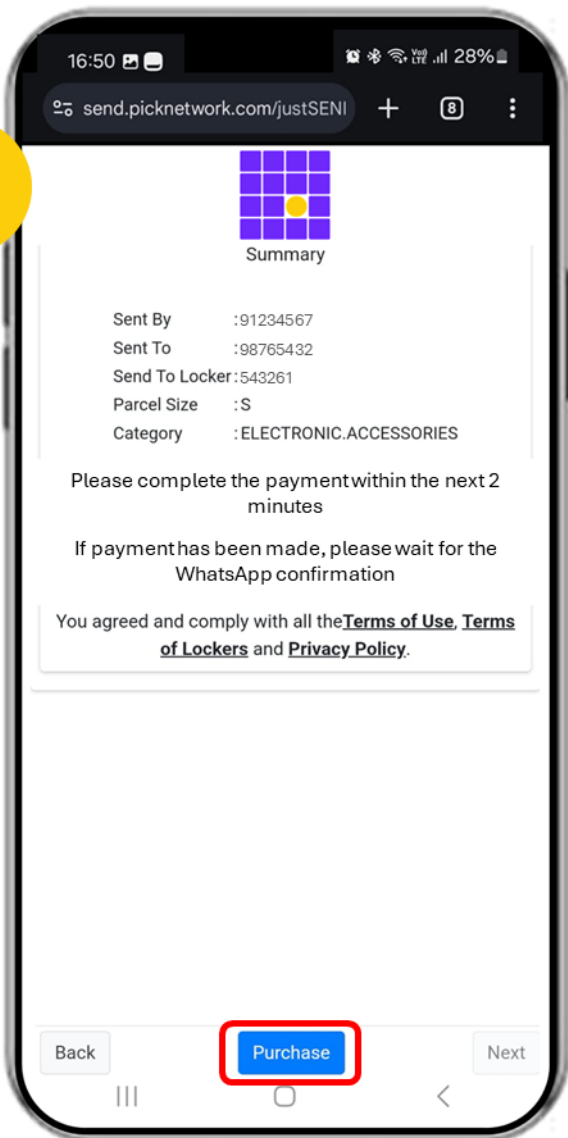 16:50
Vo)) LTE 28%
send.picknetwork.com/justSENI
8
Summary
Sent By :91234567
Sent To :98765432
Send To Locker:543261
Parcel Size :S
Category :ELECTRONIC.ACCESSORIES
Please complete the payment within the next 2
minutes
If payment has been made, please wait for the
WhatsApp confirmation
You agreed and comply with all the Terms of Use, Terms
of Lockers and Privacy Policy.
Back Purchase Next